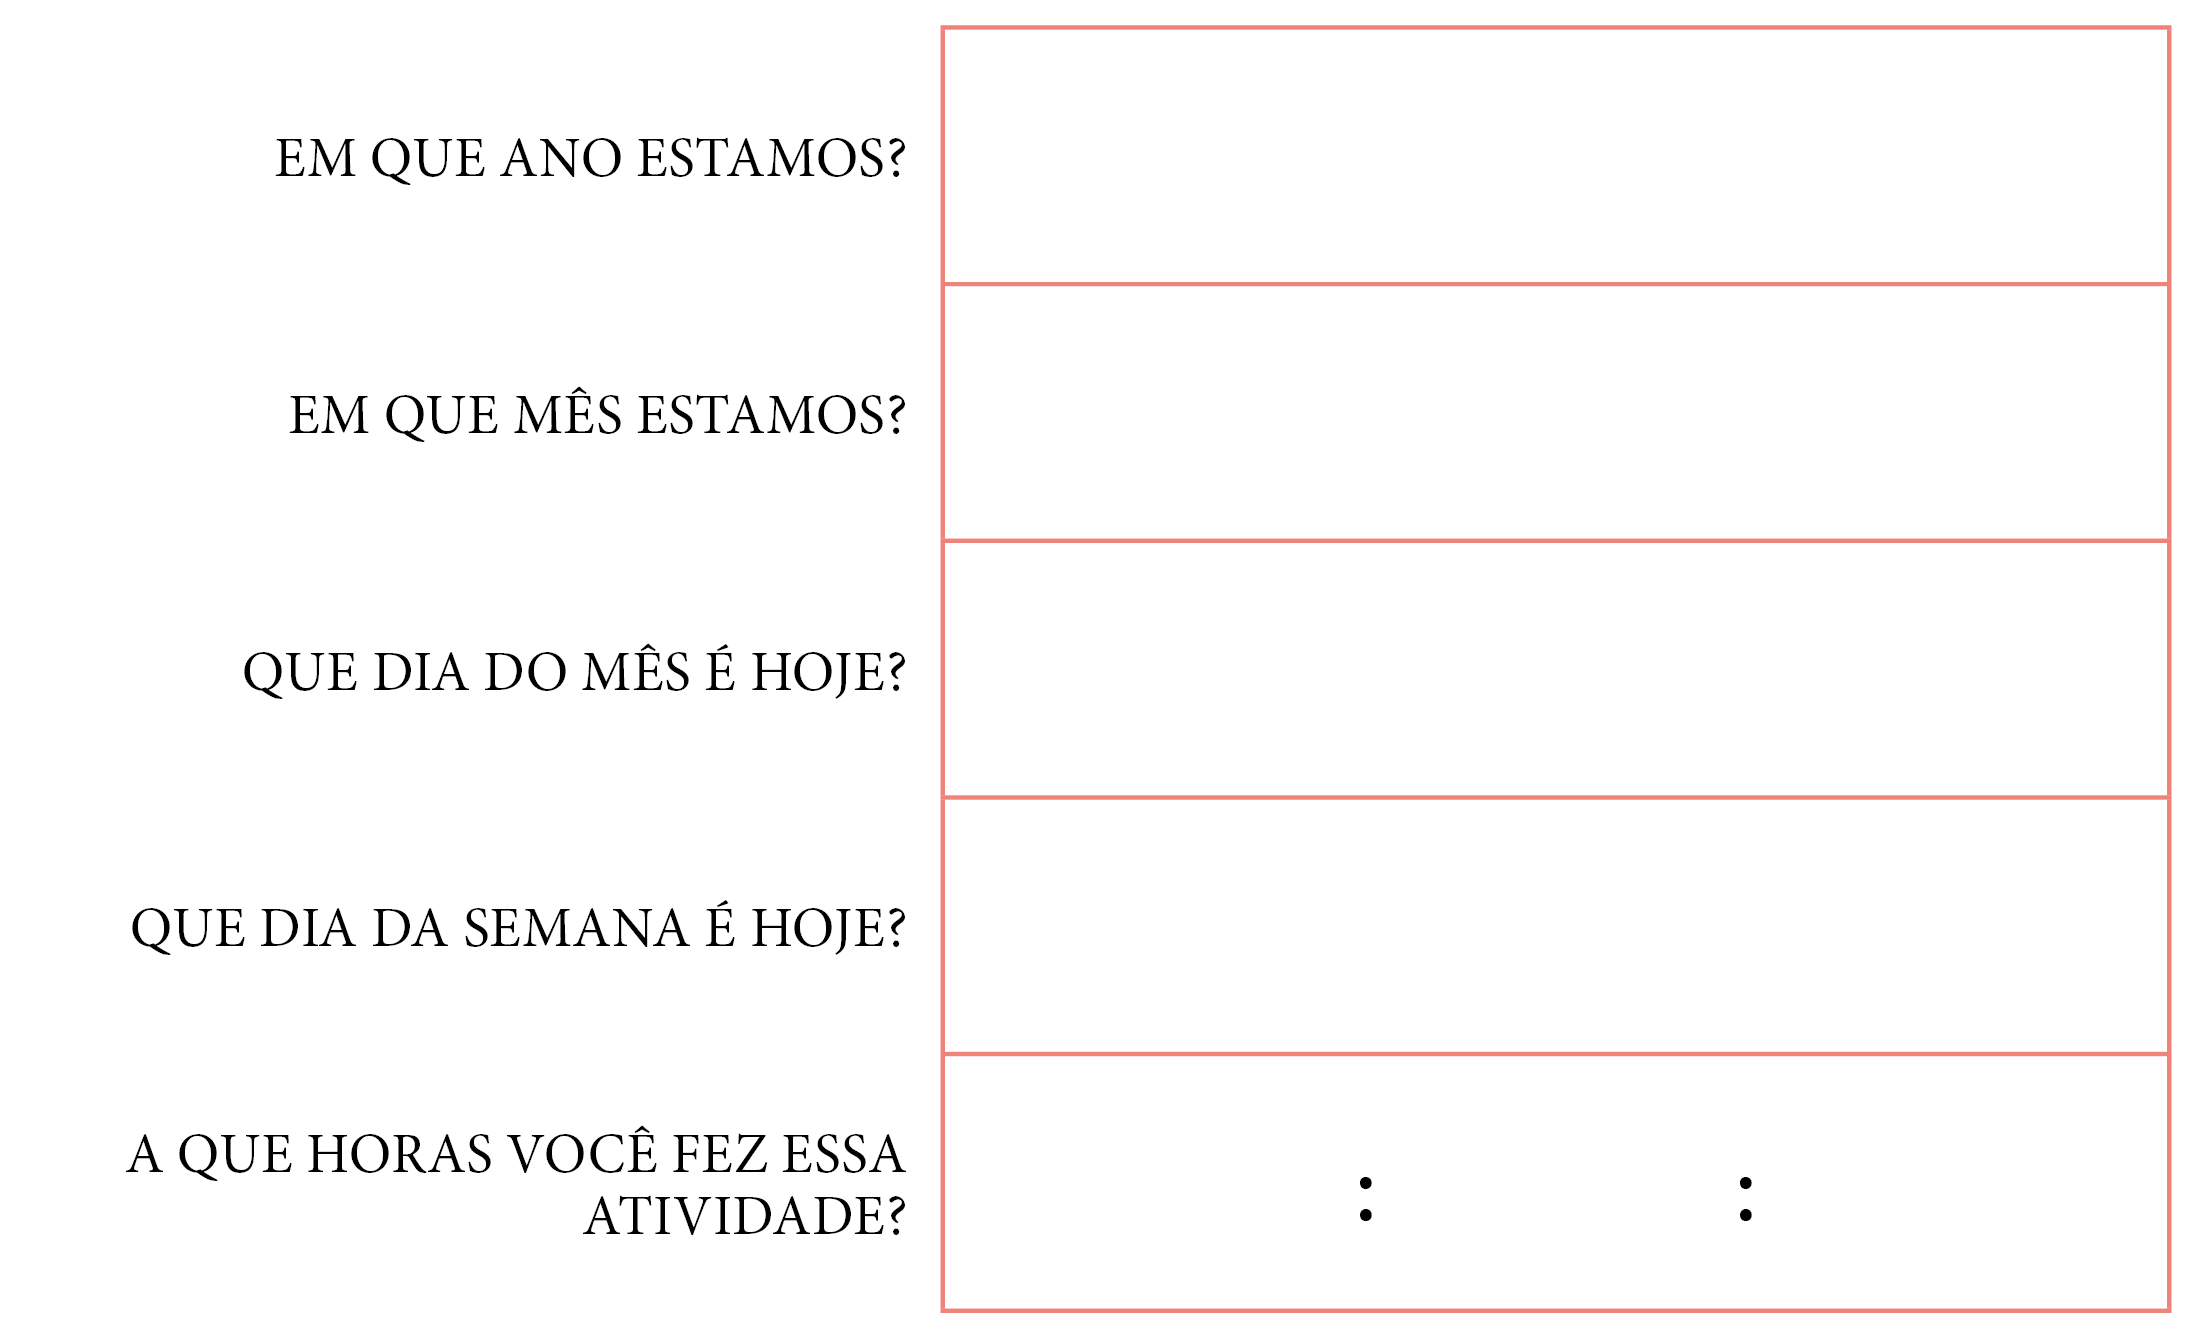 EM QUE ANO ESTAMOS?
EM QUE MÊS ESTAMOS?
QUE DIA DO MÊS É HOJE?
QUE DIA DA SEMANA É HOJE?
A QUE HORAS VOCÊ FEZ ESSA
ATIVIDADE?
: :